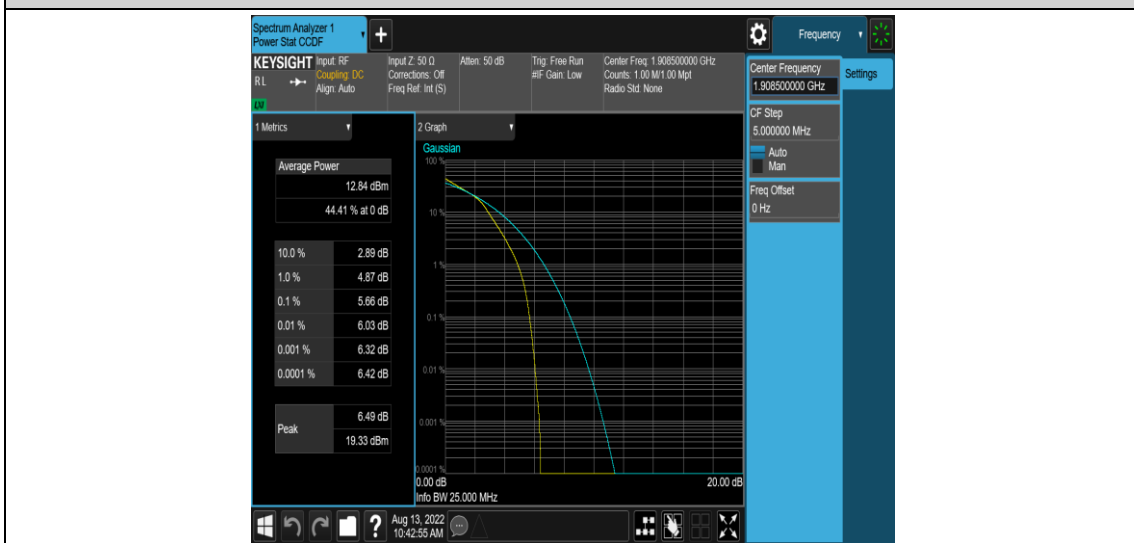 Spectrum Analyzer 1
Power Stat CCDF
+
Frequency
KEYSIGHT
RL
LXI
Input: RF
Coupling: DC
Align: Auto
Input Z: 50 Ω
Corrections: Off
Freq Ref: Int (S)
Atten: 50 dB
Trig: Free Run
#IF Gain: Low
Center Freq: 1.908500000 GHz
Counts: 1.00 M/1.00 Mpt
Radio Std: None
Center Frequency
1.908500000 GHz
Settings
CF Step
5.000000 MHz
Auto
Man
Freq Offset
0 Hz
1 Metrics
Average Power
12.84 dBm
44.41 % at 0 dB
10.0 % 2.89 dB
1.0 % 4.87 dB
0.1 % 5.66 dB
0.01 % 6.03 dB
0.001 % 6.32 dB
0.0001 % 6.42 dB
Peak
6.49 dB
19.33 dBm
2 Graph
Gaussian
100 %
10 %
1 %
0.1 %
0.01 %
0.001 %
0.0001 %
0.00 dB 20.00 dB
Info BW 25.000 MHz
?
Aug 13, 2022
10:42:55 AM